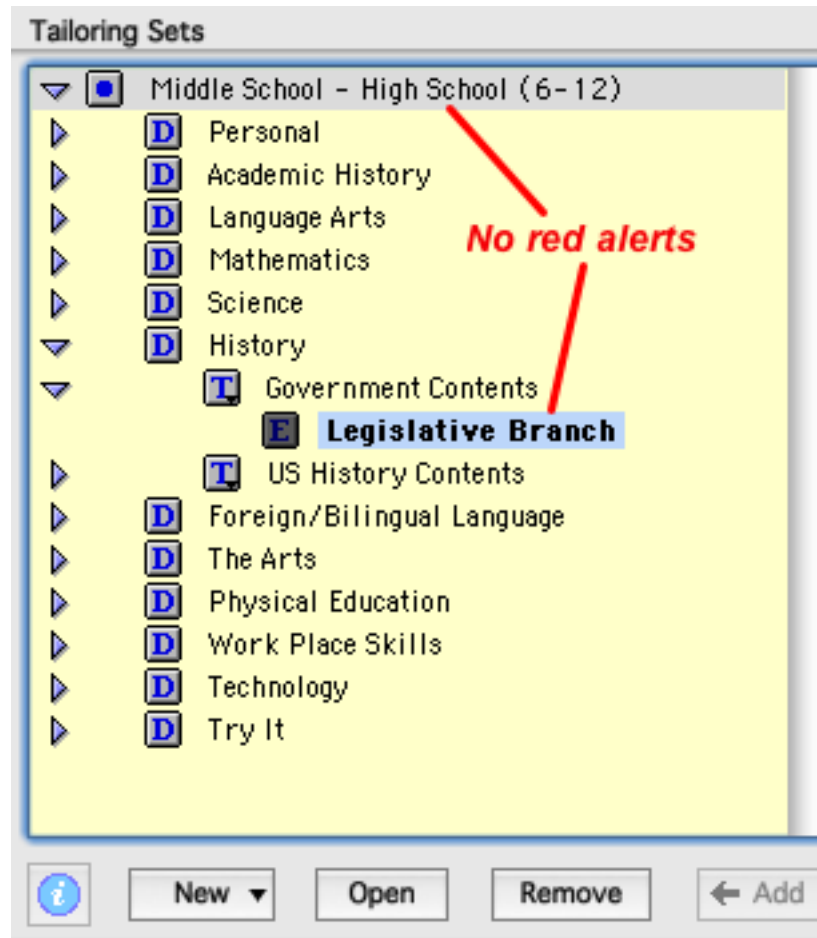 Tailoring Sets
Middle School - High School (6-12)
D Personal
D Academic History
D Language Arts
No red alerts
D Mathematics
D Science
D History
T Government Contents
E Legislative Branch
T US History Contents
D Foreign/Bilingual Language
D The Arts
D Physical Education
D Work Place Skills
D Technology
D Try It
i New Open Remove Add